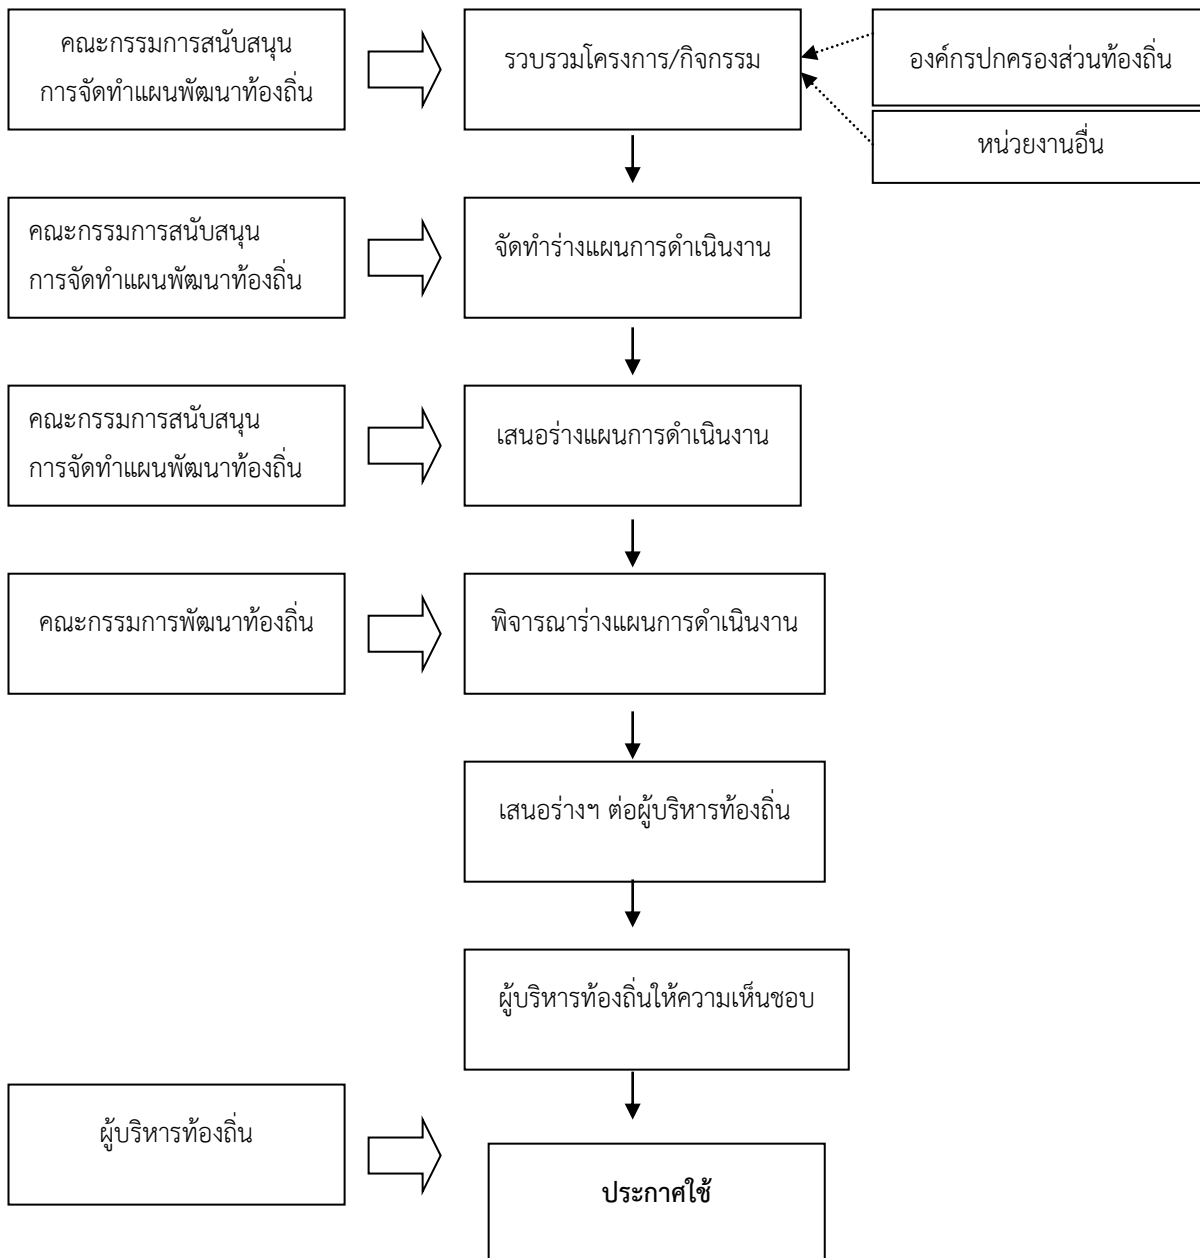 คณะกรรมการสนับสนุน
การจัดทำแผนพัฒนาท้องถิ่น
รวบรวมโครงการ/กิจกรรม
องค์กรปกครองส่วนท้องถิ่น
หน่วยงานอื่น
คณะกรรมการสนับสนุน
การจัดทำแผนพัฒนาท้องถิ่น
จัดทำร่างแผนการดำเนินงาน
คณะกรรมการสนับสนุน
การจัดทำแผนพัฒนาท้องถิ่น
เสนอร่างแผนการดำเนินงาน
คณะกรรมการพัฒนาท้องถิ่น
พิจารณาร่างแผนการดำเนินงาน
เสนอร่างฯ ต่อผู้บริหารท้องถิ่น
ผู้บริหารท้องถิ่นให้ความเห็นชอบ
ผู้บริหารท้องถิ่น
ประกาศใช้